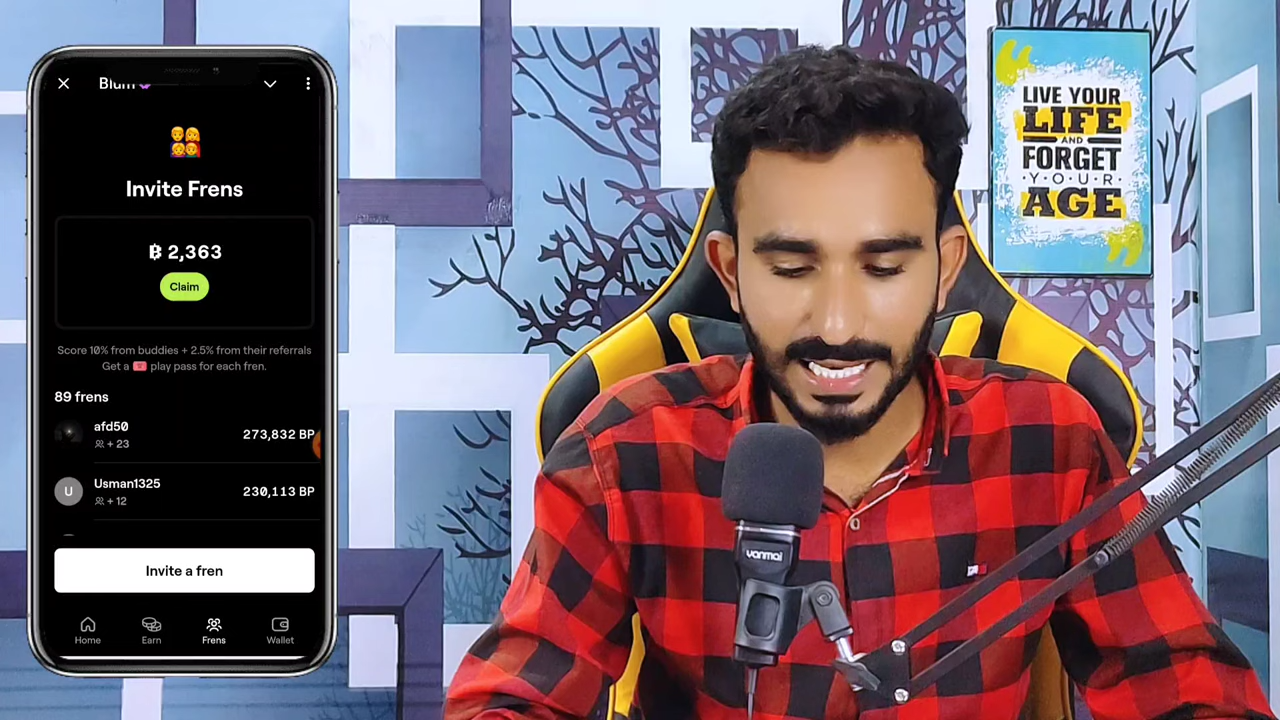 Blum
Invite Frens
฿ 2,363
Claim
Score 10% from buddies + 2.5% from their referrals
Get a play pass for each fren.
89 frens
afd50
+ 23
273,832 BP
U
Usman1325
+ 12
230,113 BP
Invite a fren
Home
Earn
Frens
Wallet
LIVE YOUR
LIFE
AND
FORGET
YOUR
AGE
vanmai